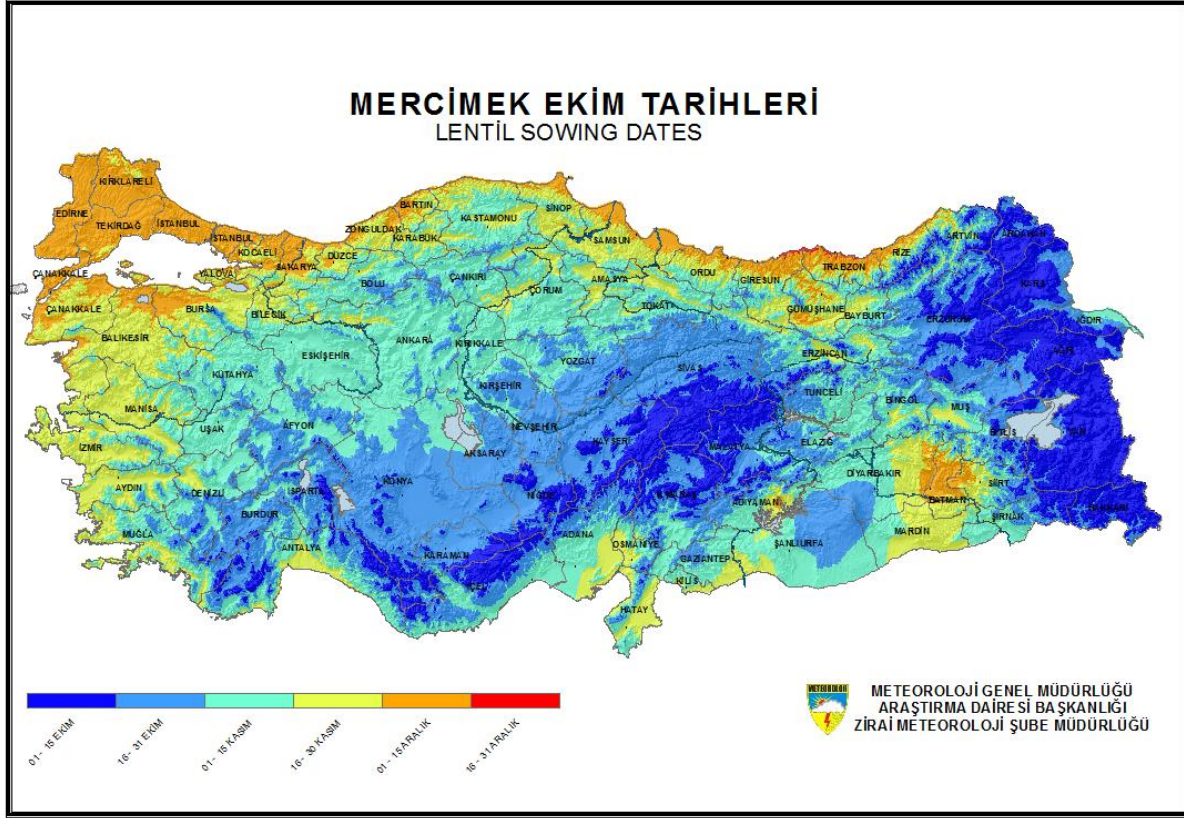 MERCİMEK EKİM TARİHLERİ
LENTIL SOWING DATES
KIRKLARELİ
EDİRNE
TEKİRDAĞ
İSTANBUL
İSTANBUL
KOCAELİ
SAKARYA
YALOVA
DÜZCE
ZONGULDAK
BARTIN
KARABÜK
KASTAMONU
SİNOP
SAMSUN
ORDU
GİRESUN
TRABZON
RİZE
ARTVİN
ARDAHAN
KARS
ÇANAKKALE
ÇANAKKALE
BALIKESİR
BURSA
BİLECİK
BOLU
ÇANKIRI
ÇORUM
AMASYA
TOKAT
GÜMÜŞHANE
BAYBURT
ERZURUM
IĞDIR
ESKİŞEHİR
ANKARA
KIRIKKALE
YOZGAT
SİVAS
ERZİNCAN
KÜTAHYA
KIRŞEHİR
TUNCELİ
BİNGÖL
MUŞ
MANİSA
UŞAK
AFYON
NEVŞEHİR
KAYSERİ
MALATYA
ELAZIĞ
BİTLİS
VAN
İZMİR
AKSARAY
DİYARBAKIR
AYDIN
DENİZLİ
ISPARTA
KONYA
NİĞDE
ADIYAMAN
BATMAN
SİİRT
BURDUR
ŞIRNAK
HAKKARİ
MUĞLA
ANTALYA
KARAMAN
İÇEL
ADANA
OSMANİYE
GAZİANTEP
ŞANLIURFA
MARDİN
KİLİS
HATAY
01 - 15 EKİM
16 - 31 EKİM
01 - 15 KASIM
16 - 30 KASIM
01 - 15 ARALIK
16 - 31 ARALIK
METEOROLOJİ
METEOROLOJİ GENEL MÜDÜRLÜĞÜ
ARAŞTIRMA DAİRESİ BAŞKANLIĞI
ZİRAİ METEOROLOJİ ŞUBE MÜDÜRLÜĞÜ